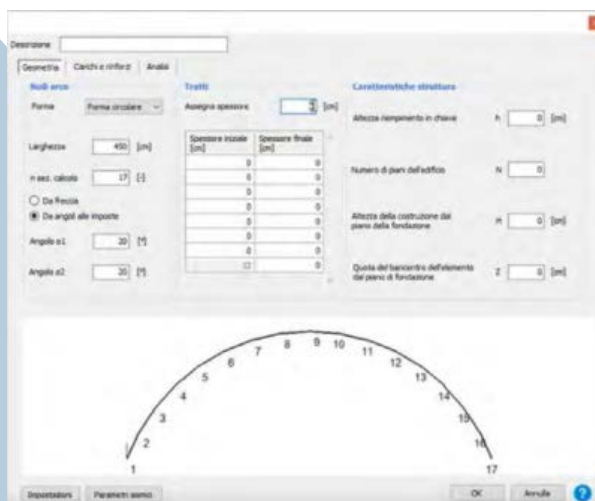 Descrizione
Geometria Carichi e rinforzi Analisi
Nodi arco
Forma Forma circolare
Larghezza 450 [cm]
n sez. calcolo 17 [-]
Da freccia
Da angoli alle imposte
Angolo α1 20 [°]
Angolo α2 20 [°]
Tratti
Assegna spessore [cm]
Spessore iniziale [cm] Spessore finale [cm]
0 0
0 0
0 0
0 0
0 0
0 0
0 0
12 0
Caratteristiche struttura
Altezza riempimento in chiave h 0 [cm]
Numero di piani dell'edificio N 0
Altezza della costruzione dal
piano della fondazione H 0 [cm]
Quota del baricentro dell'elemento
dal piano di fondazione Z 0 [cm]
1 2 3 4 5 6 7 8 9 10 11 12 13 14 15 16 17
Impostazioni Parametri sismici OK Annulla ?